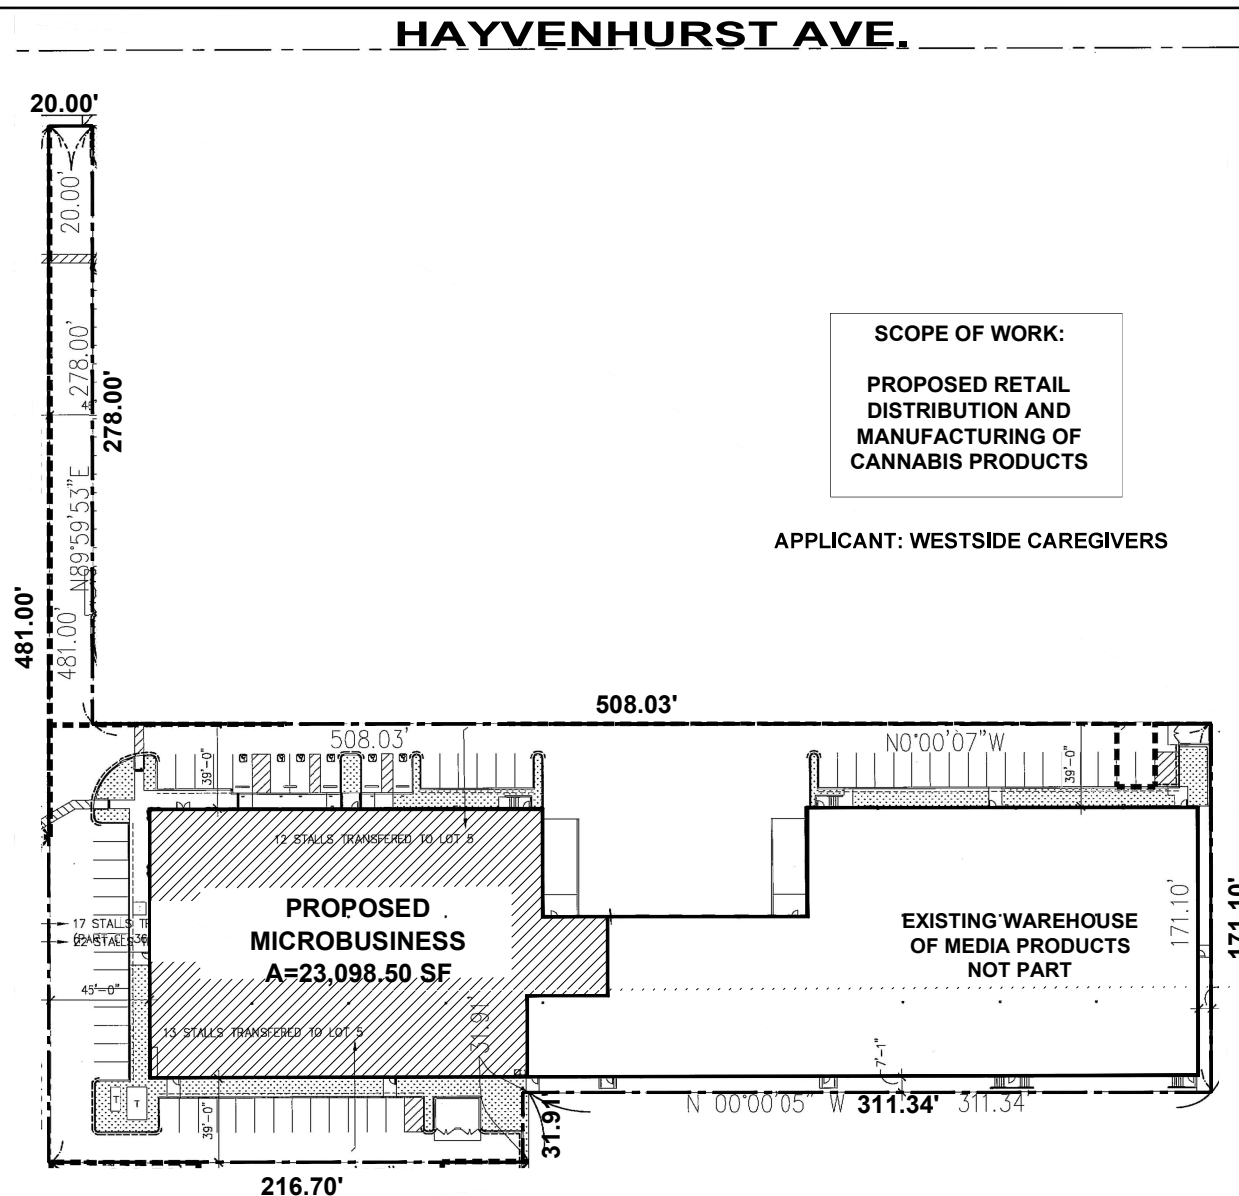 HAYVENHURST AVE.
20.00'
20.00'
278.00'
278.00'
N89°59'53"E
481.00'
481.00'
SCOPE OF WORK:
PROPOSED RETAIL
DISTRIBUTION AND
MANUFACTURING OF
CANNABIS PRODUCTS
APPLICANT: WESTSIDE CAREGIVERS
508.03'
508.03'
N0°00'07"W
39'-0"
39'-0"
12 STALLS TRANSFERED TO LOT 5
PROPOSED
MICROBUSINESS
A=23,098.50 SF
EXISTING WAREHOUSE
OF MEDIA PRODUCTS
NOT PART
171.10'
171.10'
17 STALLS
22 STALLS
45'-0"
13 STALLS TRANSFERED TO LOT 5
31.91'
7'-1"
T
T
39'-0"
31.91'
N 00°00'05" W
311.34'
311.34
216.70'